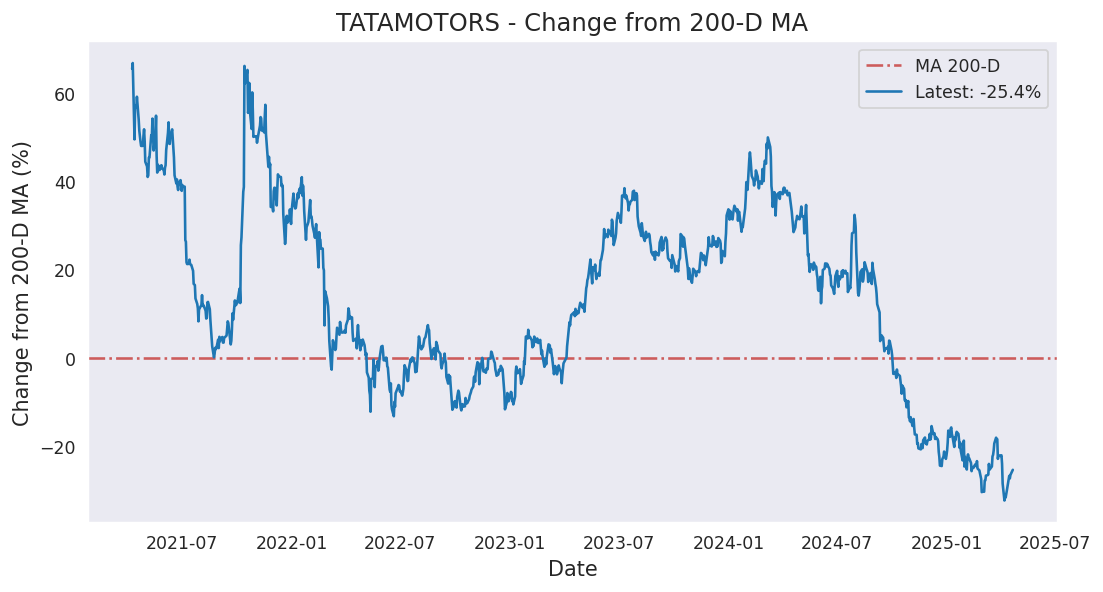 TATAMOTORS - Change from 200-D MA
MA 200-D
Latest: -25.4%
Change from 200-D MA (%)
60
40
20
0
−20
2021-07
2022-01
2022-07
2023-01
2023-07
2024-01
2024-07
2025-01
2025-07
Date